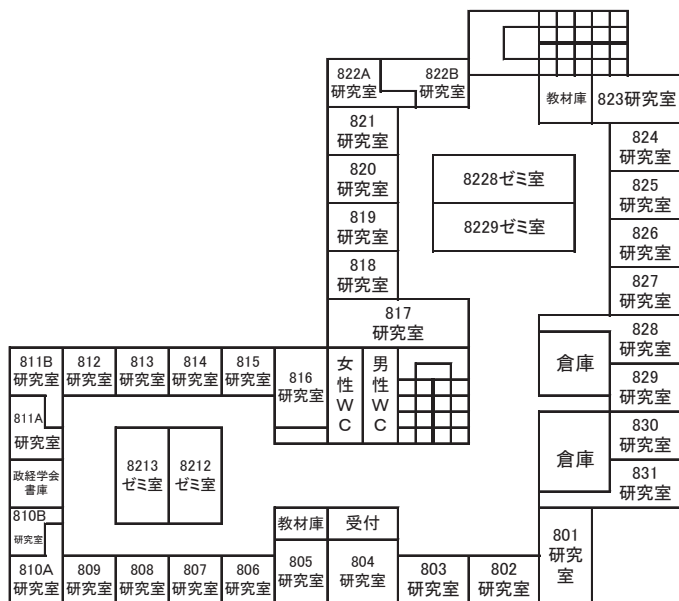 822A
研究室
822B
研究室
教材庫
823研究室
821
研究室
824
研究室
820
研究室
8228ゼミ室
825
研究室
819
研究室
8229ゼミ室
826
研究室
818
研究室
827
研究室
817
研究室
828
研究室
倉庫
811B
研究室
812
研究室
813
研究室
814
研究室
815
研究室
816
研究室
女性WC
男性WC
829
研究室
811A
研究室
830
研究室
倉庫
政経学会
書庫
8213
ゼミ室
8212
ゼミ室
831
研究室
810B
研究室
教材庫
受付
801
研究
室
810A
研究室
809
研究室
808
研究室
807
研究室
806
研究室
805
研究室
804
研究室
803
研究室
802
研究室